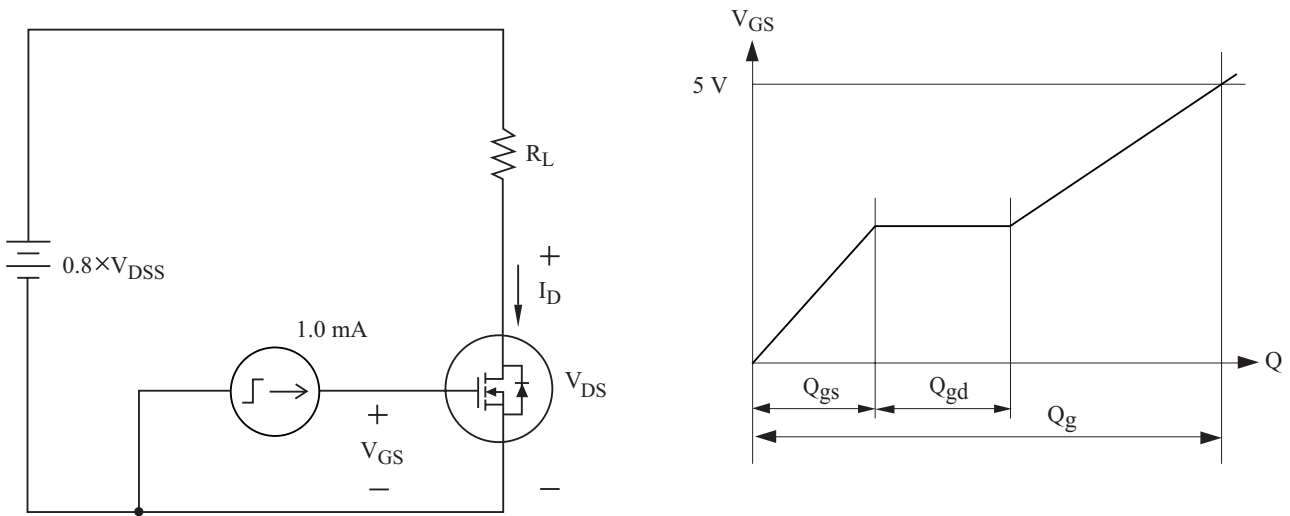 0.8×V_DSS
R_L
+
I_D
1.0 mA
V_DS
+
V_GS
−
−
V_GS
5 V
Q
Q_gs
Q_gd
Q_g